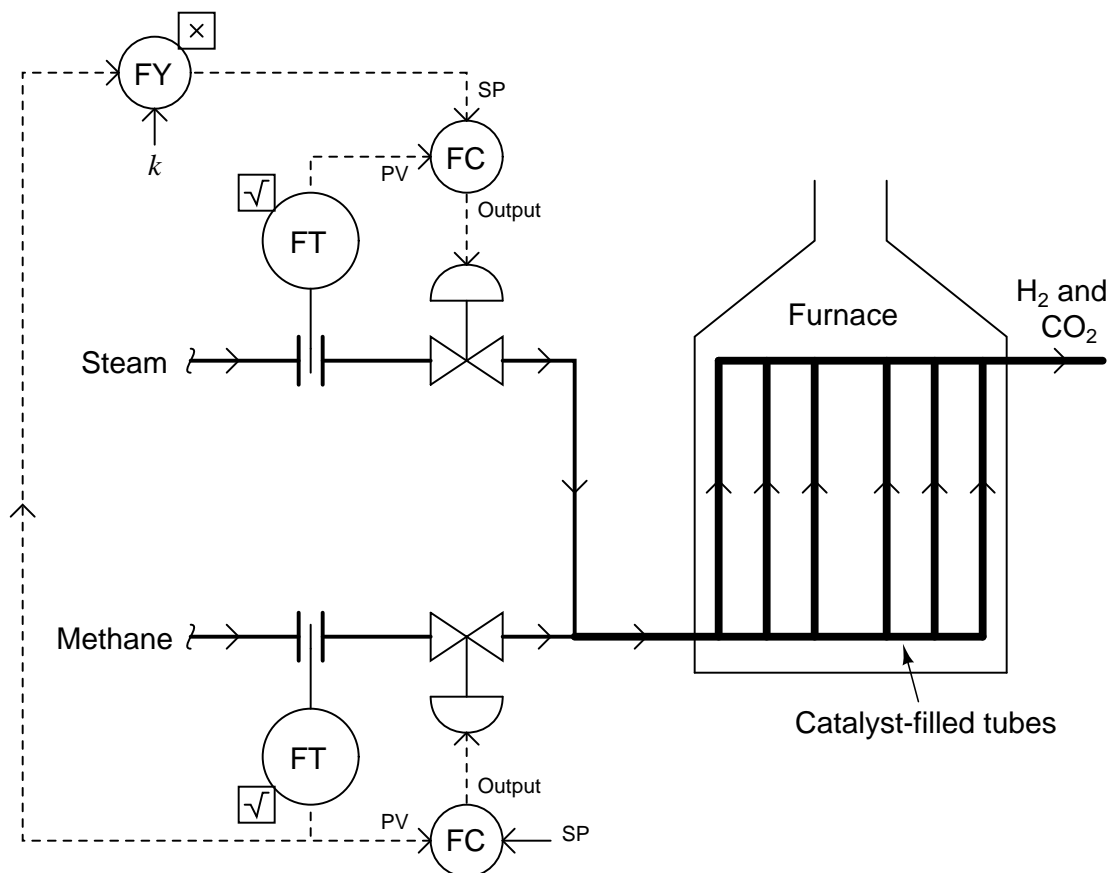 ×
FY
k
SP
FC
PV
√
FT
Output
Steam
Furnace
H₂ and
CO₂
Methane
Catalyst-filled tubes
FT
√
Output
PV
FC
SP